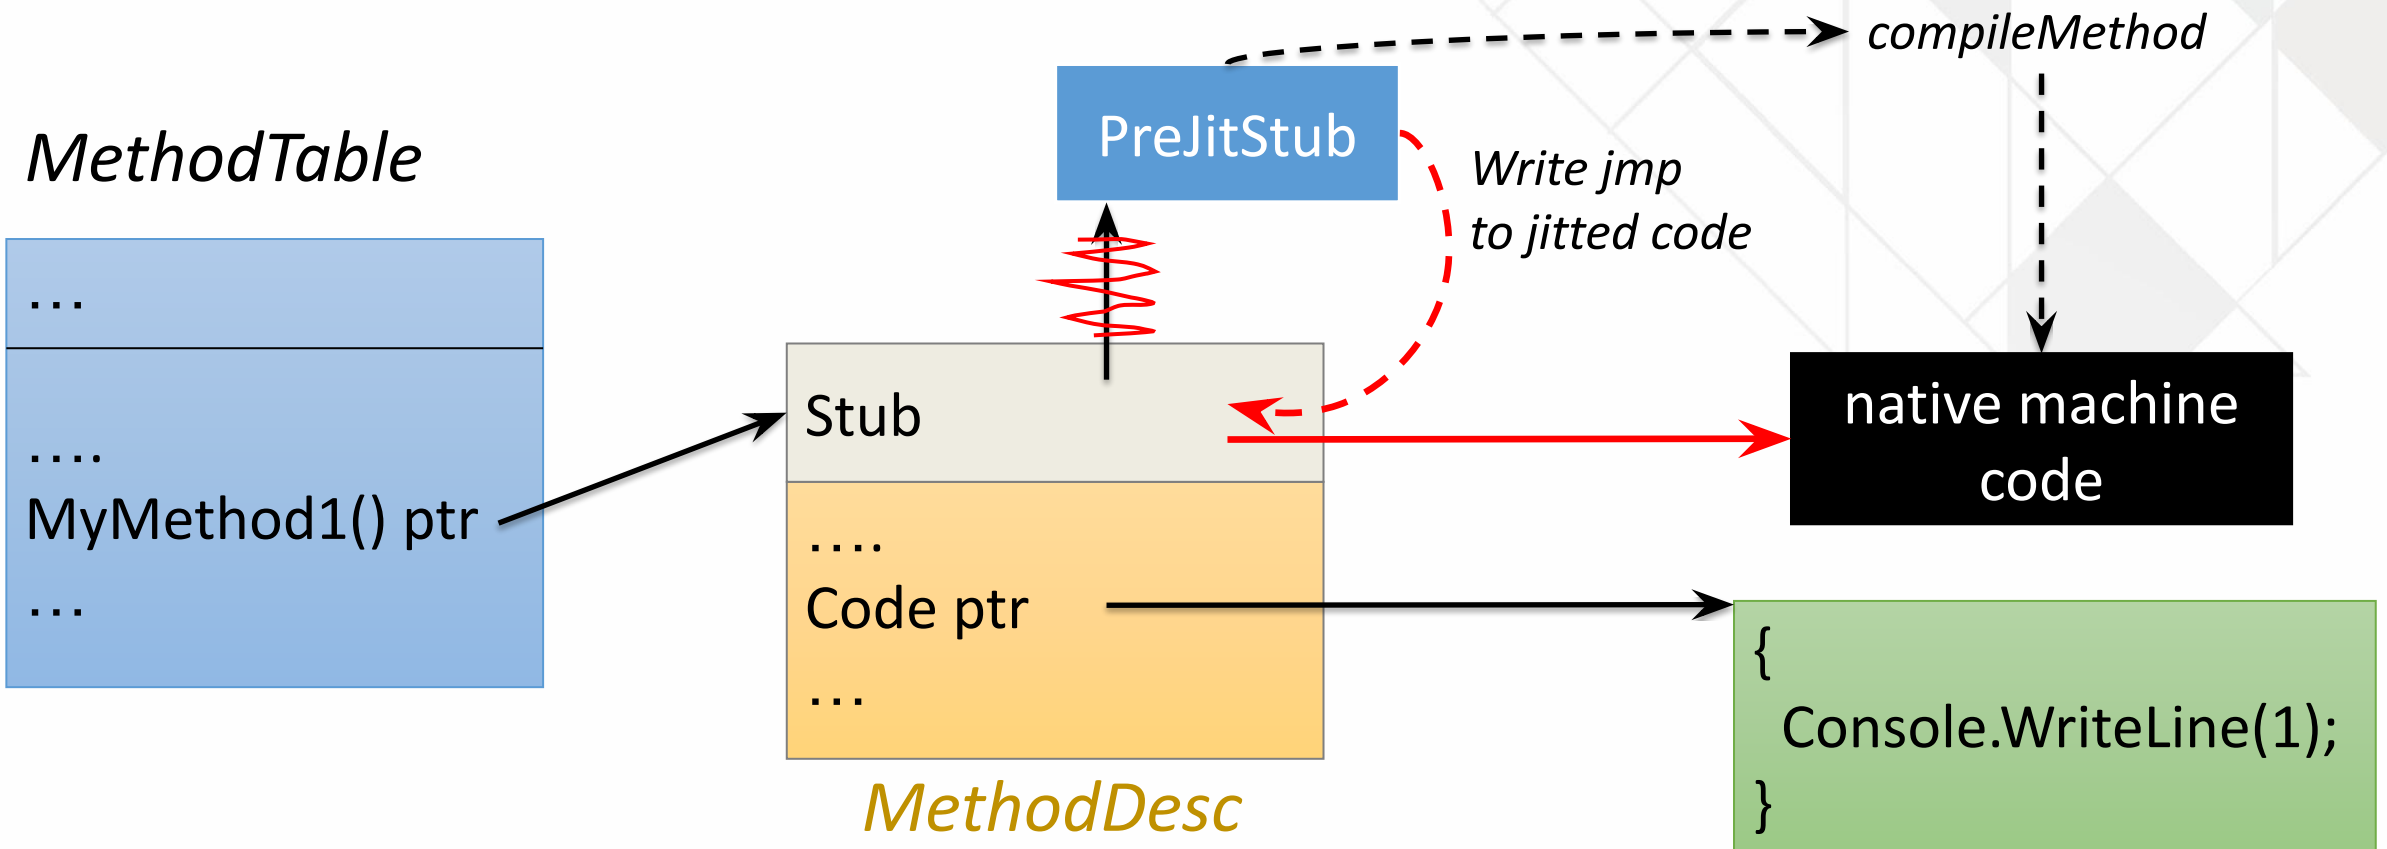 compileMethod
PreJitStub
MethodTable
Write jmp
to jitted code
...
Stub
....
MyMethod1() ptr
...
native machine
code
....
Code ptr
...
{
Console.WriteLine(1);
}
MethodDesc